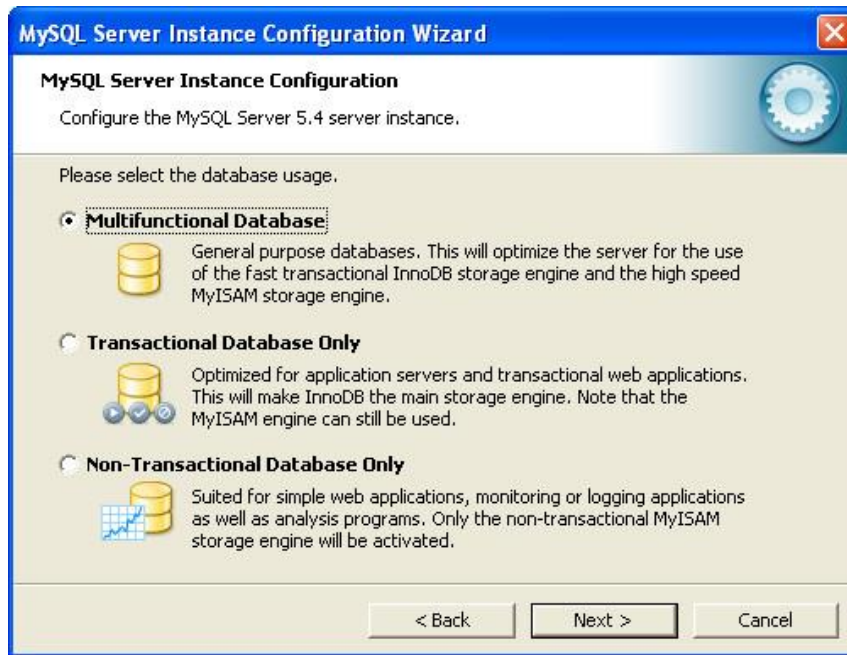 MySQL Server Instance Configuration Wizard
MySQL Server Instance Configuration
Configure the MySQL Server 5.4 server instance.
Please select the database usage.
Multifunctional Database
General purpose databases. This will optimize the server for the use
of the fast transactional InnoDB storage engine and the high speed
MyISAM storage engine.
Transactional Database Only
Optimized for application servers and transactional web applications.
This will make InnoDB the main storage engine. Note that the
MyISAM engine can still be used.
Non-Transactional Database Only
Suited for simple web applications, monitoring or logging applications
as well as analysis programs. Only the non-transactional MyISAM
storage engine will be activated.
< Back Next > Cancel